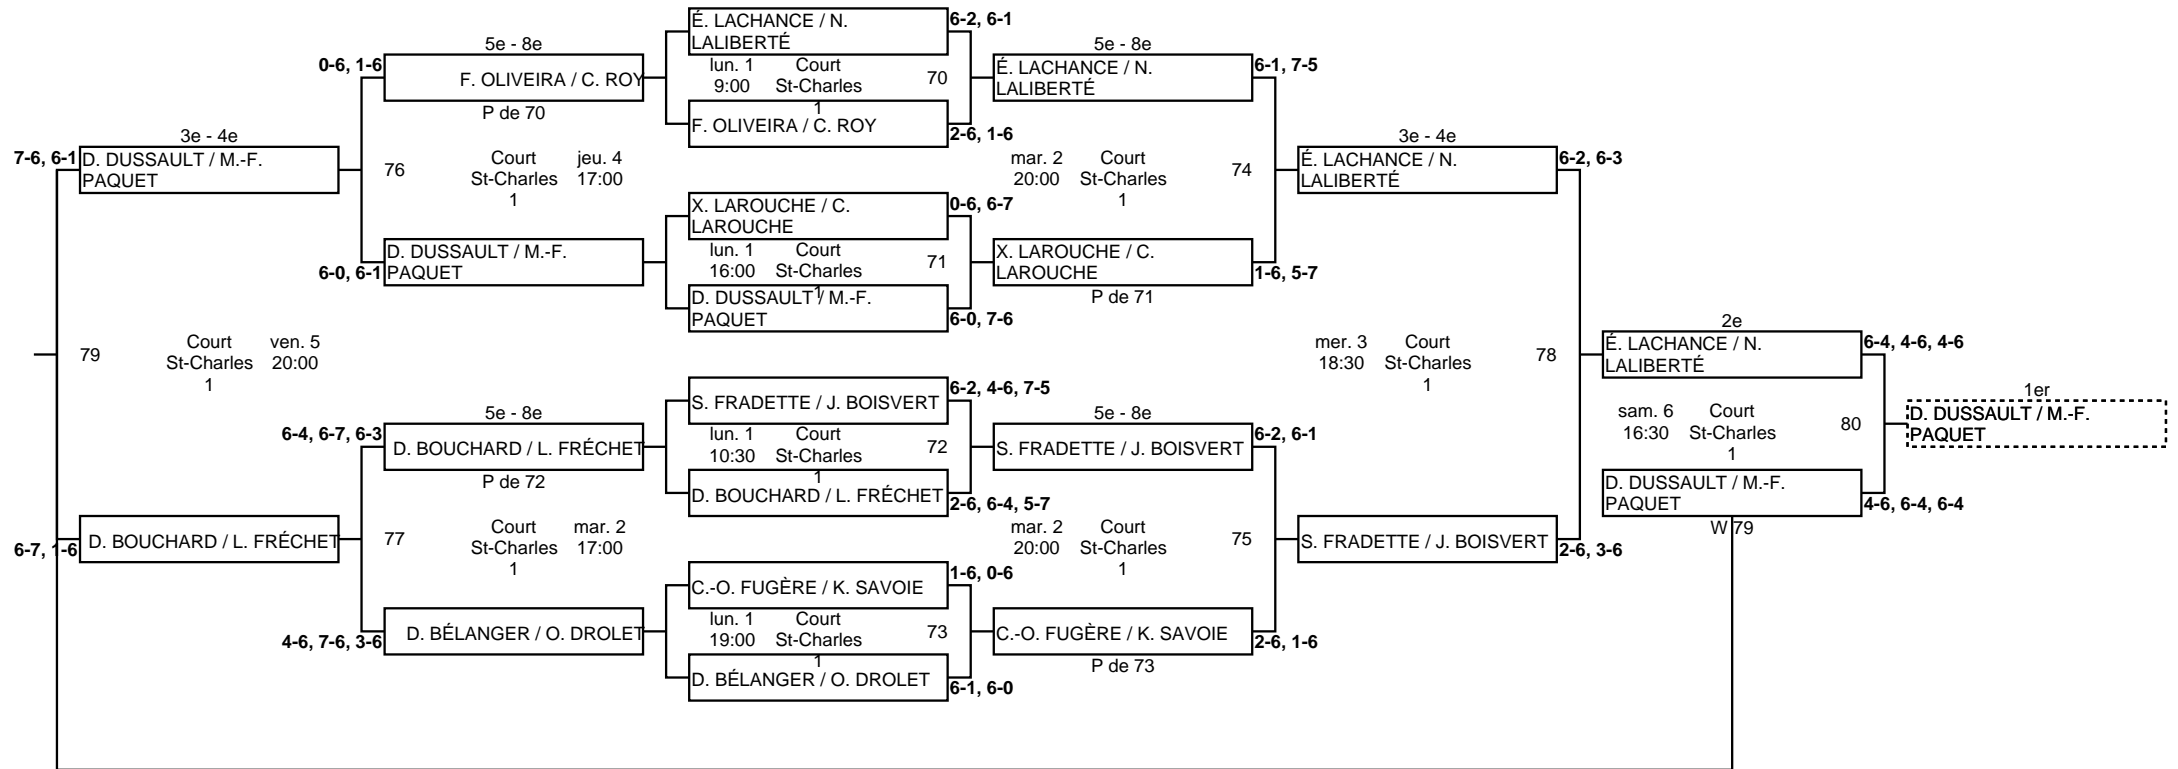 7-6, 6-1
3e - 4e
D. DUSSAULT / M.-F.
PAQUET
79
Court
St-Charles
1
ven. 5
20:00
6-7, 1-6
D. BOUCHARD / L. FRÉCHET
0-6, 1-6
5e - 8e
F. OLIVEIRA / C. ROY
P de 70
76
Court
St-Charles
1
jeu. 4
17:00
6-0, 6-1
D. DUSSAULT / M.-F.
PAQUET
6-4, 6-7, 6-3
5e - 8e
D. BOUCHARD / L. FRÉCHET
P de 72
77
Court
St-Charles
1
mar. 2
17:00
4-6, 7-6, 3-6
D. BÉLANGER / O. DROLET
É. LACHANCE / N.
LALIBERTÉ
6-2, 6-1
lun. 1
9:00
Court
St-Charles
1
70
F. OLIVEIRA / C. ROY
2-6, 1-6
X. LAROUCHE / C.
LAROUCHE
0-6, 6-7
lun. 1
16:00
Court
St-Charles
1
71
D. DUSSAULT / M.-F.
PAQUET
6-0, 7-6
S. FRADETTE / J. BOISVERT
6-2, 4-6, 7-5
lun. 1
10:30
Court
St-Charles
1
72
D. BOUCHARD / L. FRÉCHET
2-6, 6-4, 5-7
C.-O. FUGÈRE / K. SAVOIE
1-6, 0-6
lun. 1
19:00
Court
St-Charles
1
73
D. BÉLANGER / O. DROLET
6-1, 6-0
5e - 8e
É. LACHANCE / N.
LALIBERTÉ
6-1, 7-5
mar. 2
20:00
Court
St-Charles
1
74
X. LAROUCHE / C.
LAROUCHE
1-6, 5-7
P de 71
5e - 8e
S. FRADETTE / J. BOISVERT
6-2, 6-1
mar. 2
20:00
Court
St-Charles
1
75
C.-O. FUGÈRE / K. SAVOIE
2-6, 1-6
P de 73
3e - 4e
É. LACHANCE / N.
LALIBERTÉ
6-2, 6-3
mer. 3
18:30
Court
St-Charles
1
78
S. FRADETTE / J. BOISVERT
2-6, 3-6
2e
É. LACHANCE / N.
LALIBERTÉ
6-4, 4-6, 4-6
sam. 6
16:30
Court
St-Charles
1
80
D. DUSSAULT / M.-F.
PAQUET
4-6, 6-4, 6-4
W 79
1er
D. DUSSAULT / M.-F.
PAQUET